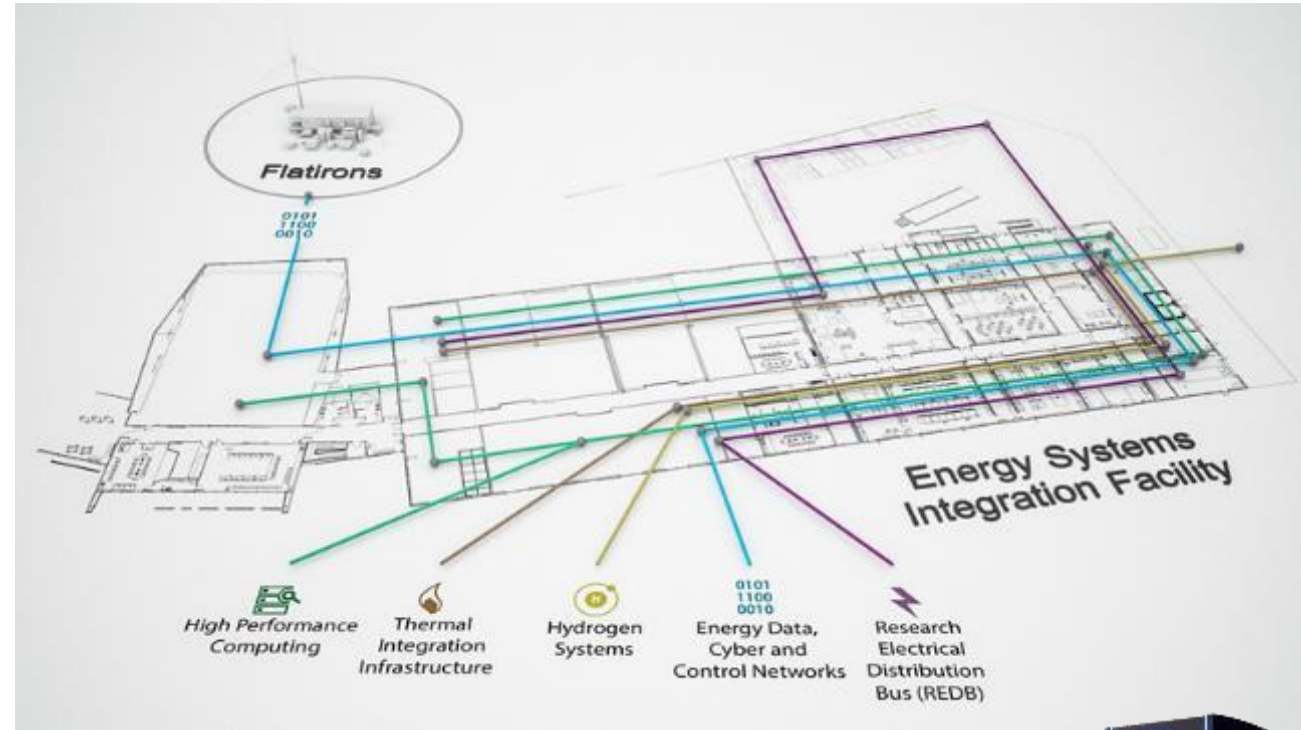 Flatirons
0101
1100
0010
Energy Systems
Integration Facility
High Performance
Computing
Thermal
Integration
Infrastructure
H
Hydrogen
Systems
0101
1100
0010
Energy Data,
Cyber and
Control Networks
Research
Electrical
Distribution
Bus (REDB)